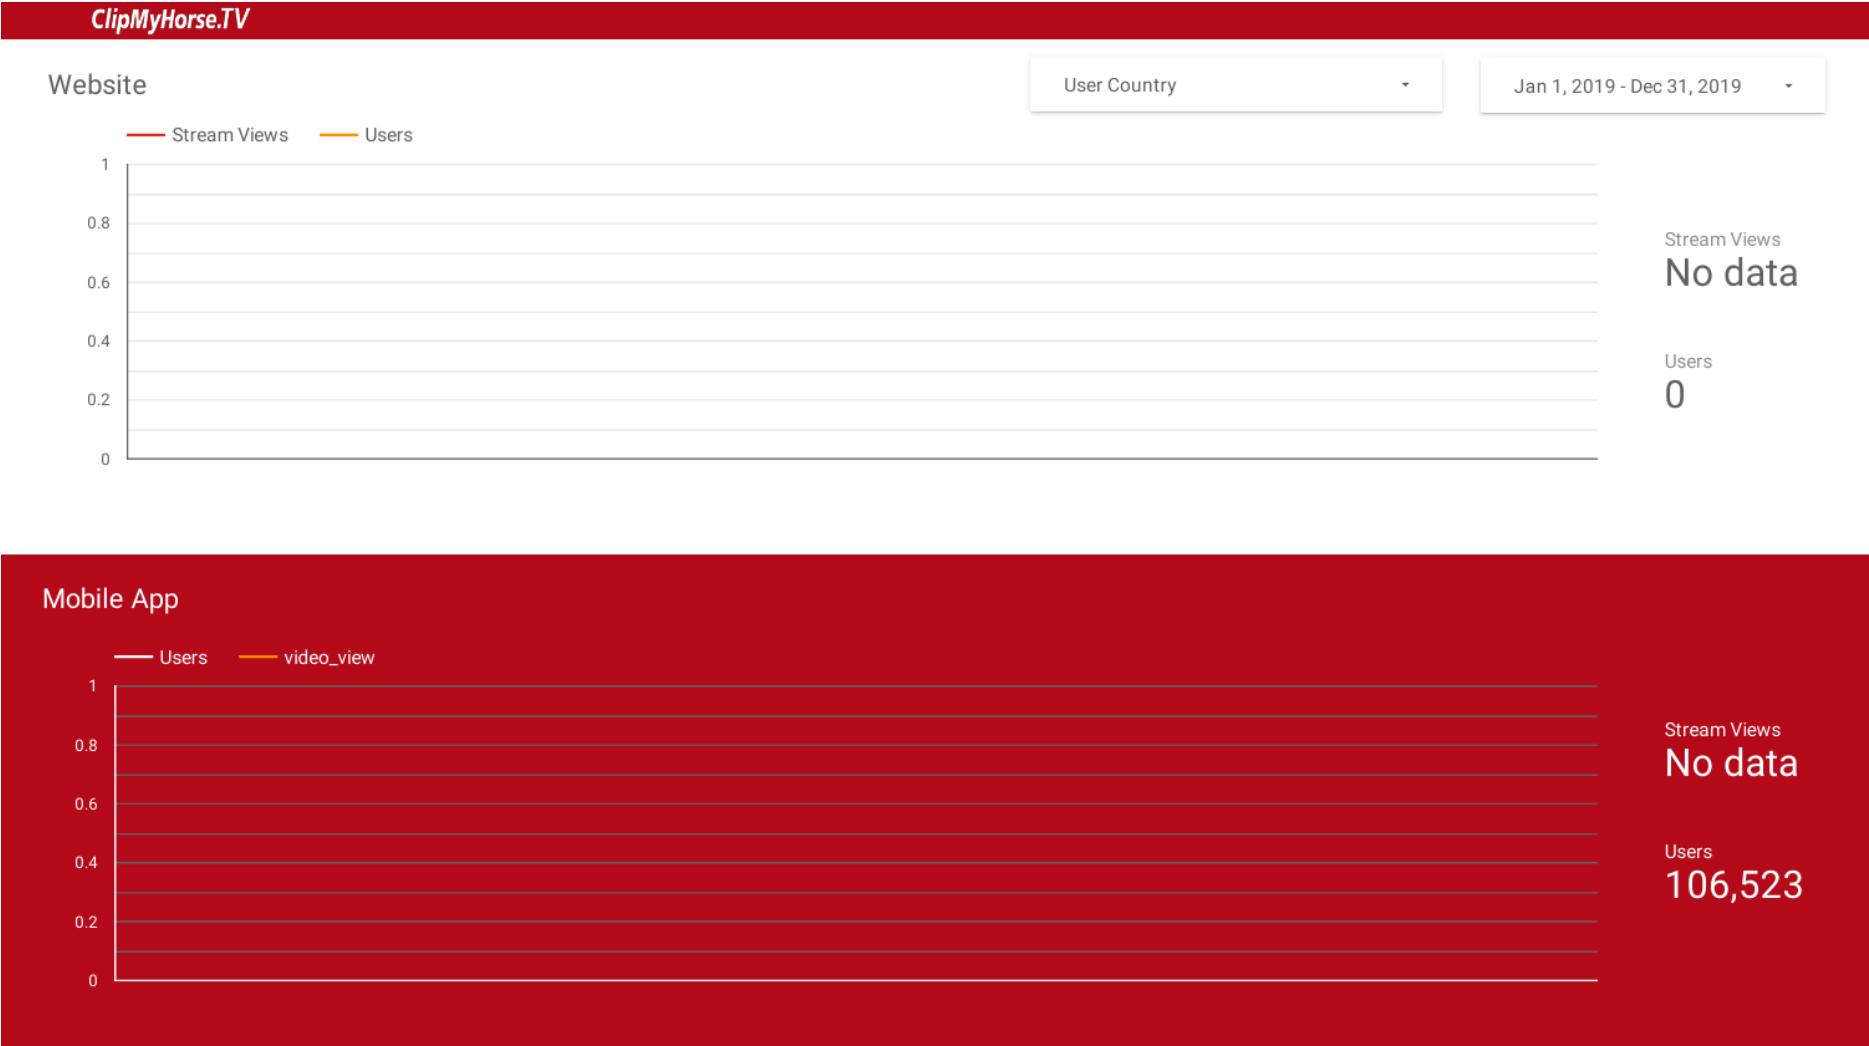 ClipMyHorse.TV
Website
User Country
Jan 1, 2019 - Dec 31, 2019
Stream Views Users
1
0.8
0.6
0.4
0.2
0
Stream Views
No data
Users
0
Mobile App
Users video_view
1
0.8
0.6
0.4
0.2
0
Stream Views
No data
Users
106,523